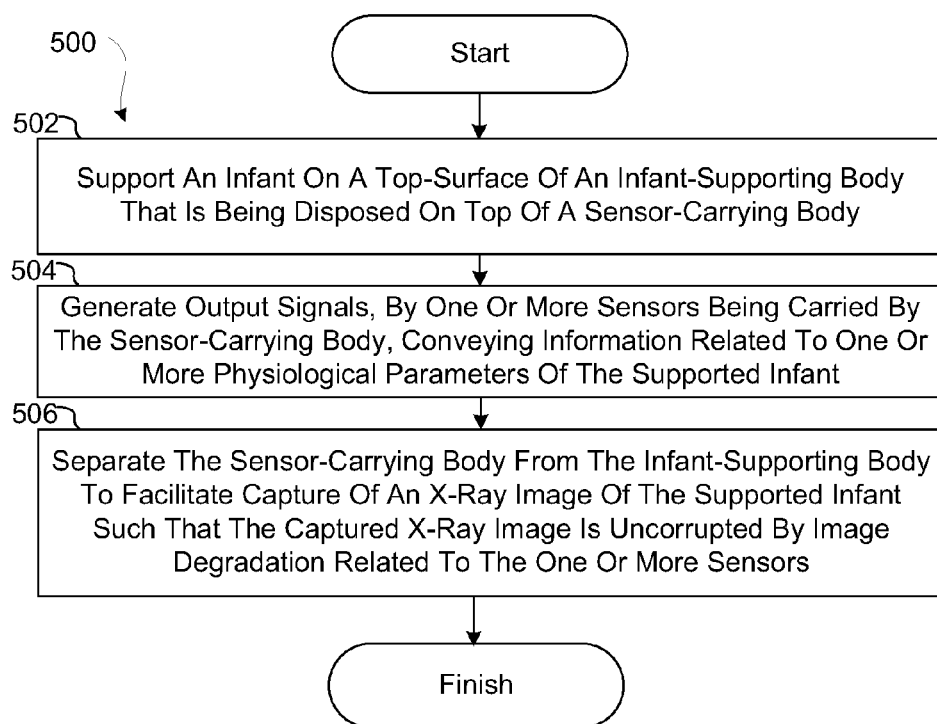 500
Start
502
Support An Infant On A Top-Surface Of An Infant-Supporting Body
That Is Being Disposed On Top Of A Sensor-Carrying Body
504
Generate Output Signals, By One Or More Sensors Being Carried By
The Sensor-Carrying Body, Conveying Information Related To One Or
More Physiological Parameters Of The Supported Infant
506
Separate The Sensor-Carrying Body From The Infant-Supporting Body
To Facilitate Capture Of An X-Ray Image Of The Supported Infant
Such That The Captured X-Ray Image Is Uncorrupted By Image
Degradation Related To The One Or More Sensors
Finish